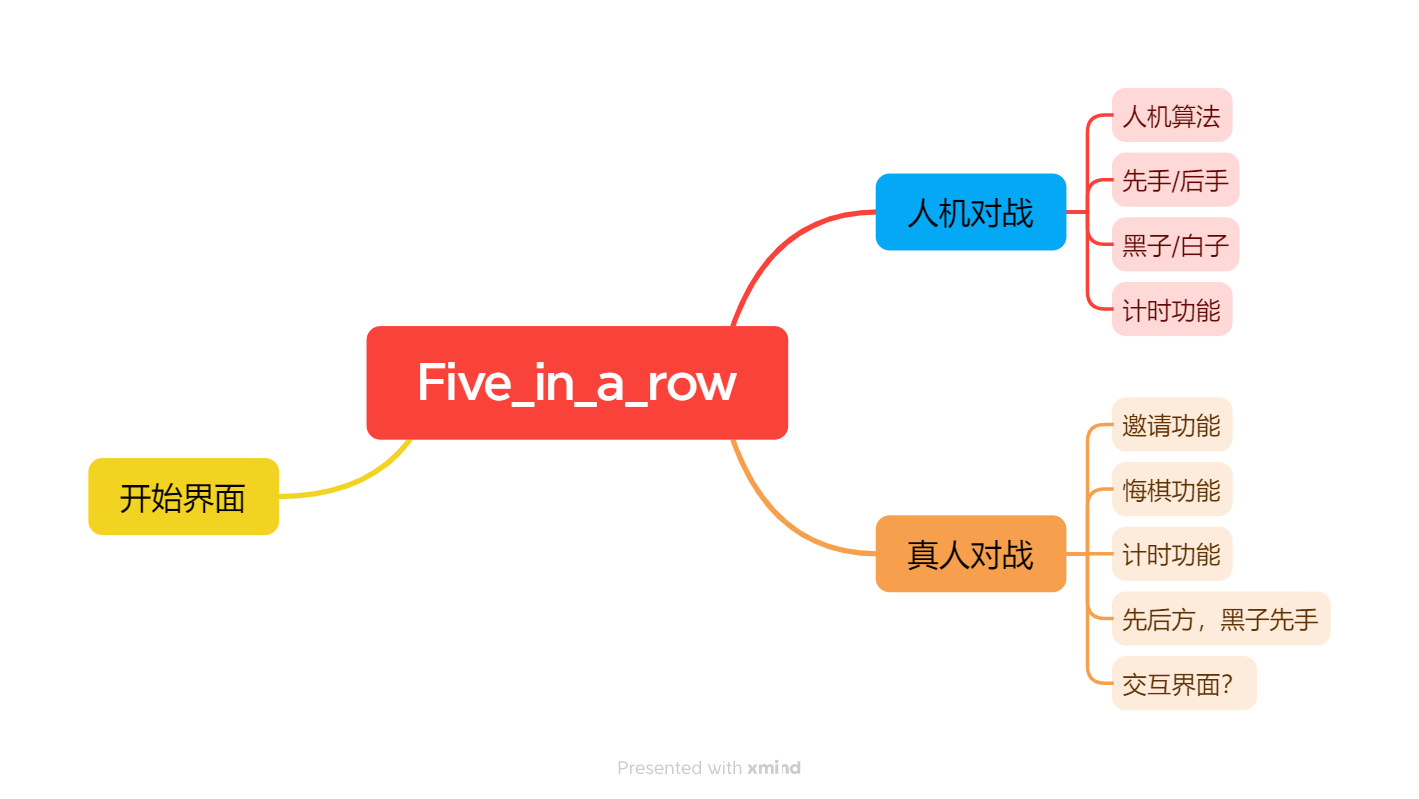 Five_in_a_row
开始界面
人机对战
人机算法
先手/后手
黑子/白子
计时功能
真人对战
邀请功能
悔棋功能
计时功能
先后方，黑子先手
交互界面？
Presented with xmind